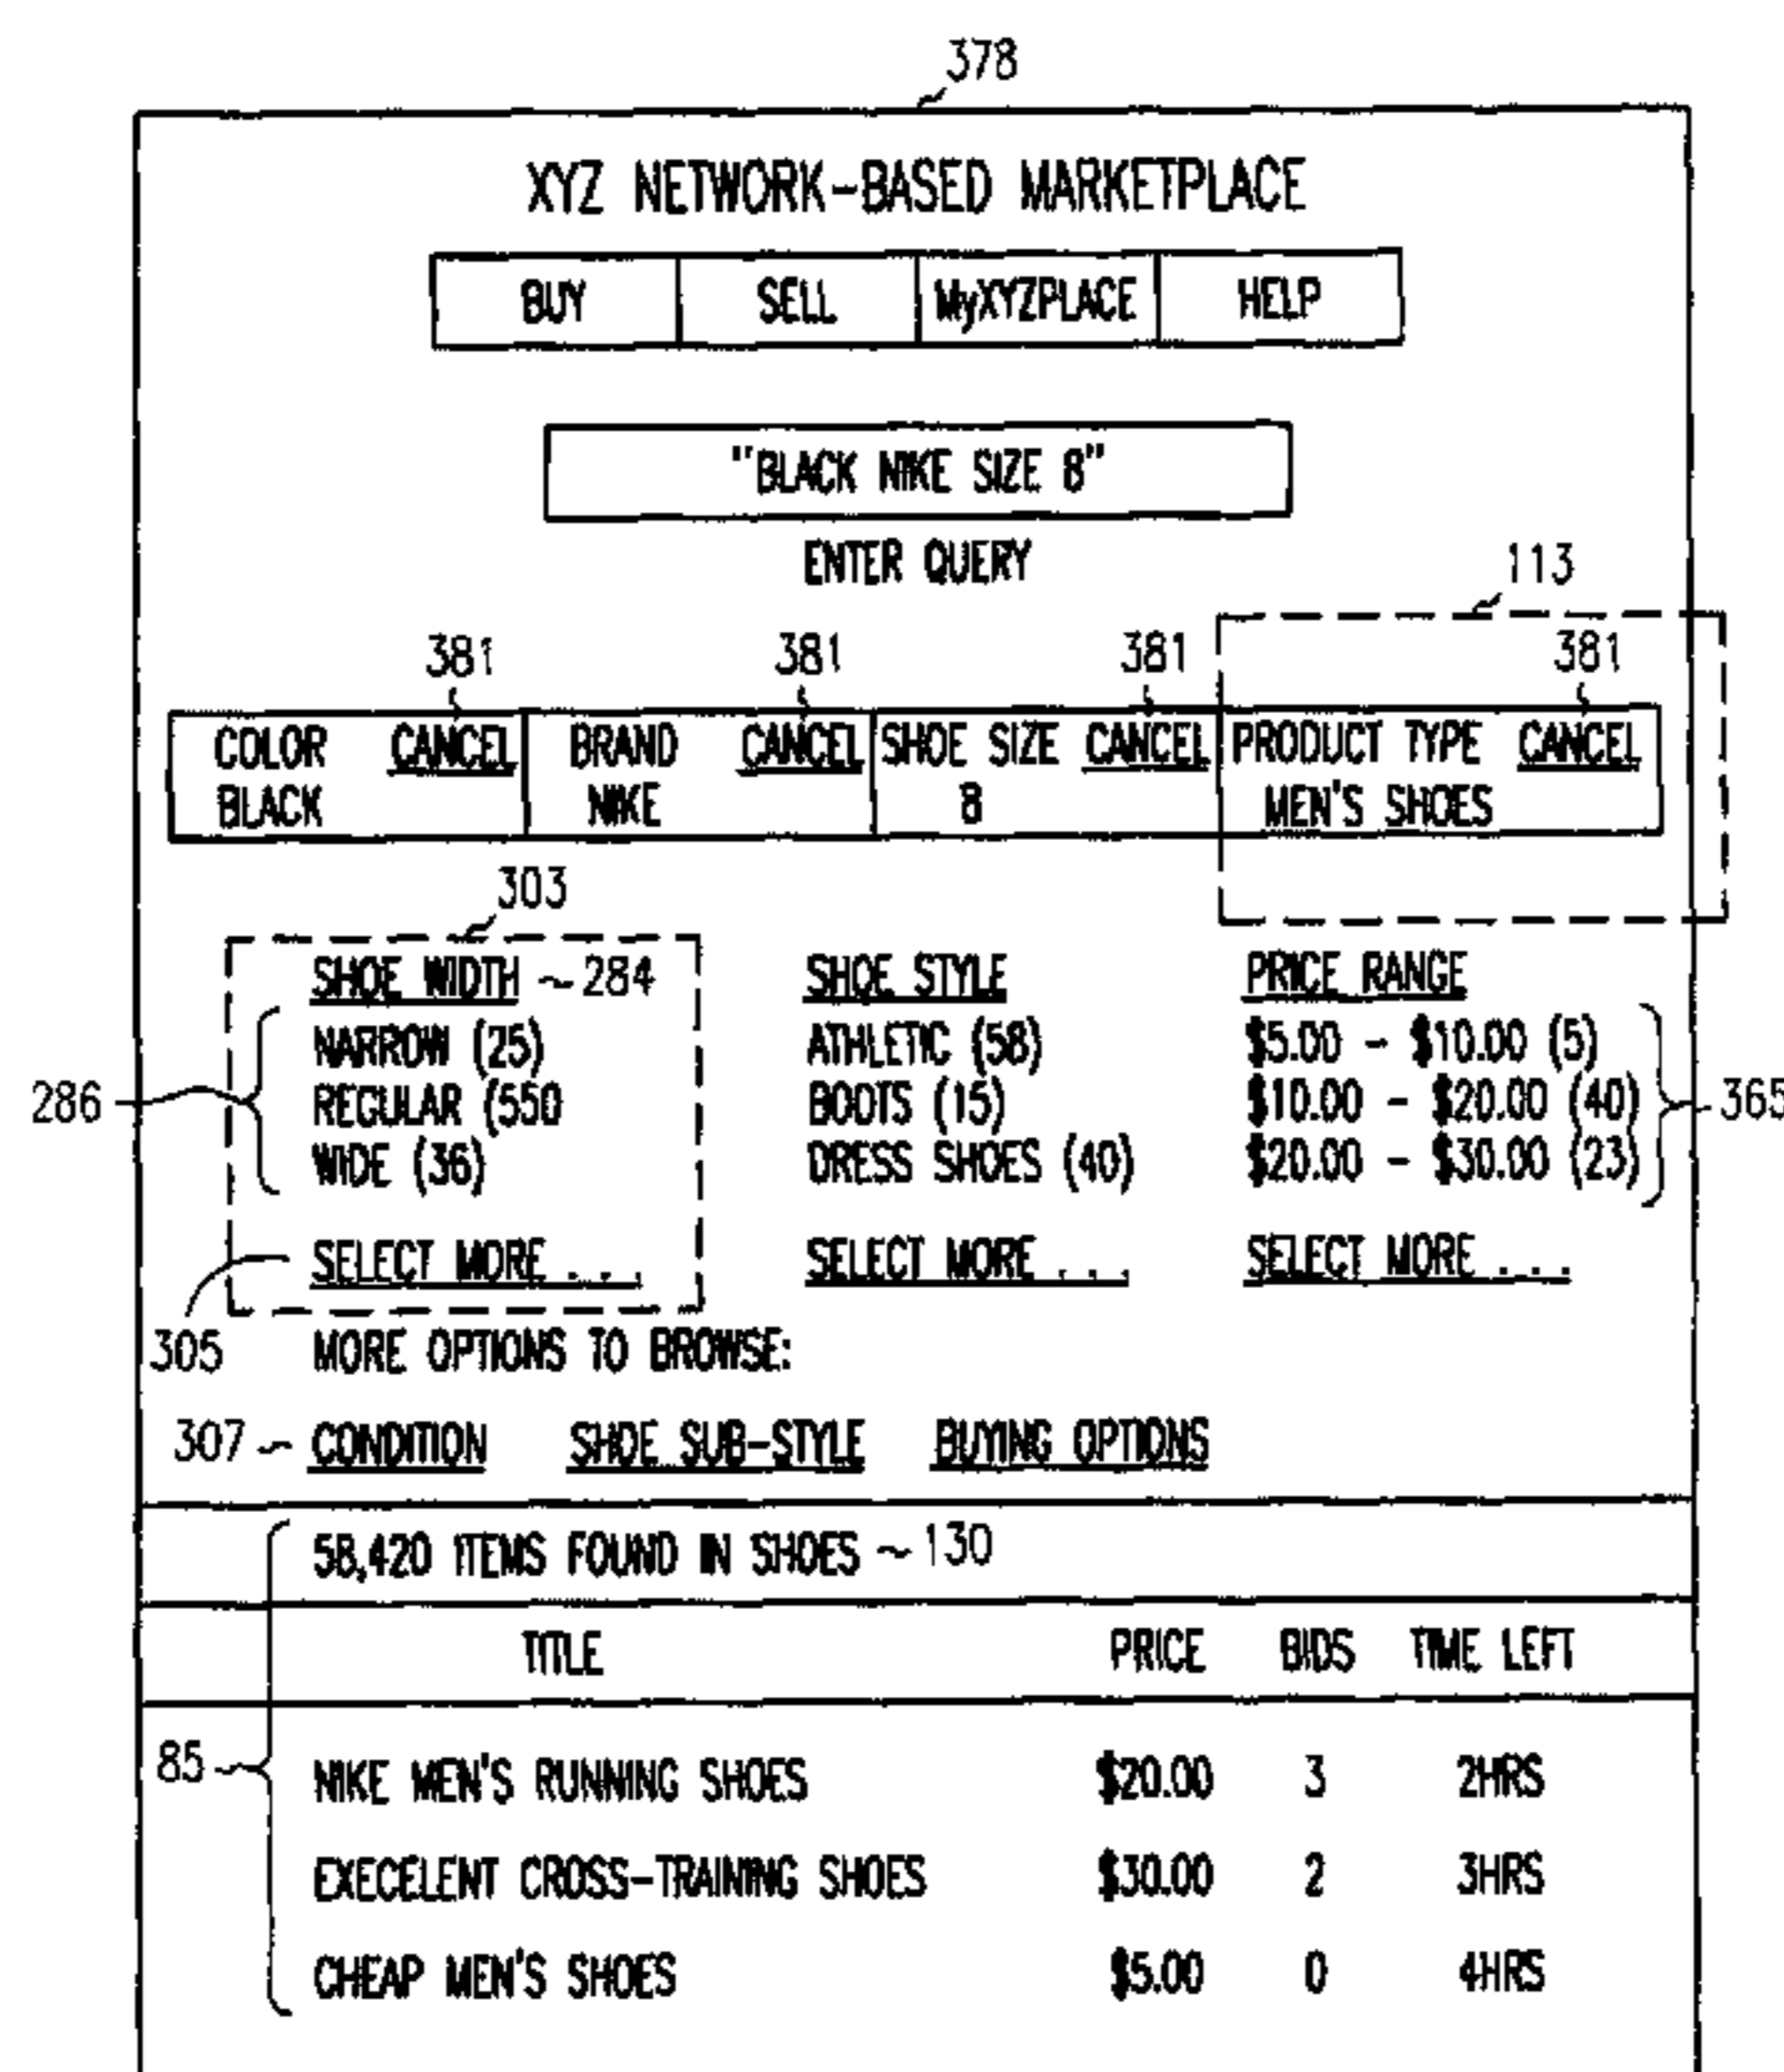 378
XYZ NETWORK-BASED MARKETPLACE
BUY SELL MyXYZPLACE HELP
"BLACK NIKE SIZE 8"
ENTER QUERY
113
381 381 381 381
COLOR CANCEL BRAND CANCEL SHOE SIZE CANCEL PRODUCT TYPE CANCEL
BLACK NIKE 8 MEN'S SHOES
303
SHOE WIDTH ~284 SHOE STYLE PRICE RANGE
NARROW (25) ATHLETIC (58) $5.00 - $10.00 (5)
286 REGULAR (550 BOOTS (15) $10.00 - $20.00 (40) 365
WIDE (36) DRESS SHOES (40) $20.00 - $30.00 (23)
SELECT MORE . . . SELECT MORE . . . SELECT MORE . . .
305 MORE OPTIONS TO BROWSE:
307 ~ CONDITION SHOE SUB-STYLE BUYING OPTIONS
58,420 ITEMS FOUND IN SHOES ~130
TITLE PRICE BIDS TIME LEFT
85 NIKE MEN'S RUNNING SHOES $20.00 3 2HRS
EXECELENT CROSS-TRAINING SHOES $30.00 2 3HRS
CHEAP MEN'S SHOES $5.00 0 4HRS